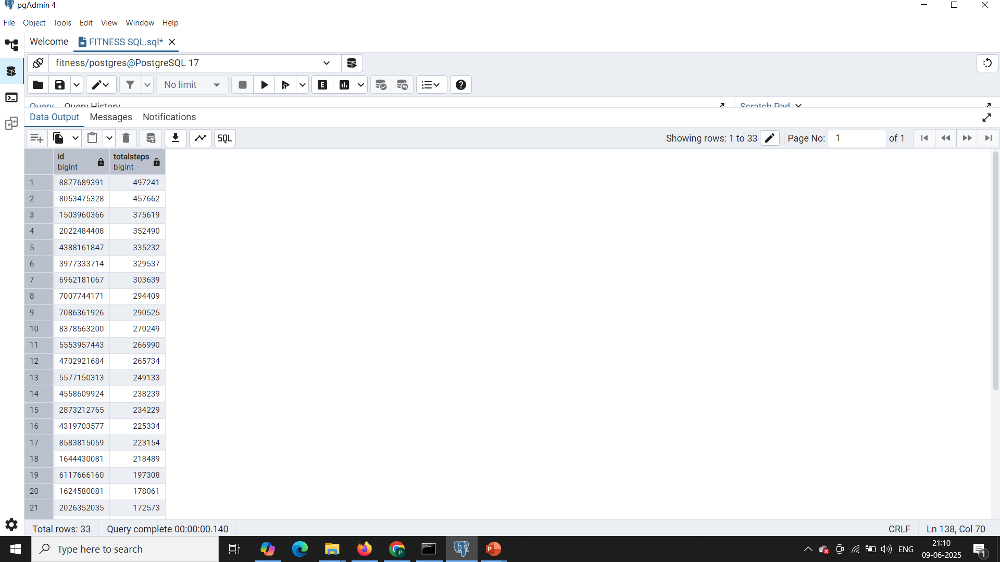 pgAdmin 4
File Object Tools Edit View Window Help
Welcome FITNESS SQL.sql*
fitness/postgres@PostgreSQL 17
No limit
E
Query Query History Scratch Pad
Data Output Messages Notifications
SQL Showing rows: 1 to 33 Page No: 1 of 1
id totalsteps
bigint bigint
1 8877689391 497241
2 8053475328 457662
3 1503960366 375619
4 2022484408 352490
5 4388161847 335232
6 3977333714 329537
7 6962181067 303639
8 7007744171 294409
9 7086361926 290525
10 8378563200 270249
11 5553957443 266990
12 4702921684 265734
13 5577150313 249133
14 4558609924 238239
15 2873212765 234229
16 4319703577 225334
17 8583815059 223154
18 1644430081 218489
19 6117666160 197308
20 1624580081 178061
21 2026352035 172573
Total rows: 33 Query complete 00:00:00.140 CRLF Ln 138, Col 70
Type here to search ENG 21:10
09-06-2025 1